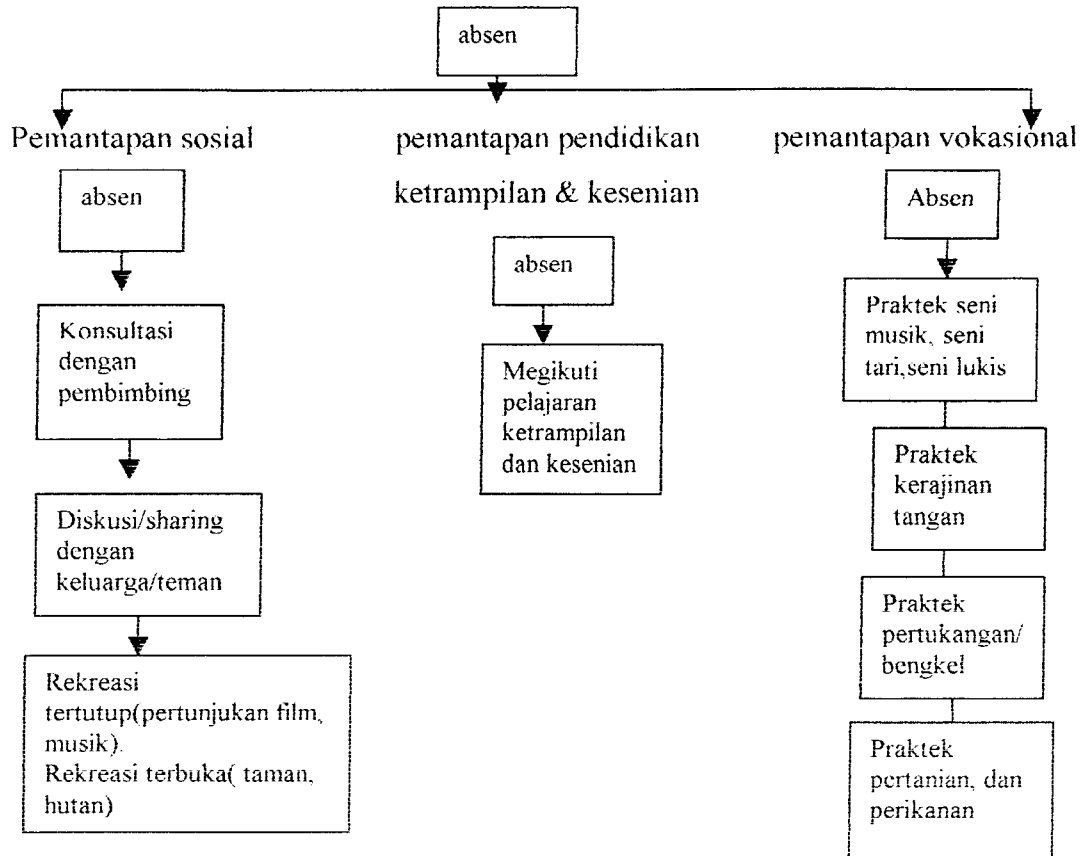 absen
Pemantapan sosial
absen
Konsultasi
dengan
pembimbing
Diskusi/sharing
dengan
keluarga/teman
Rekreasi
tertutup(pertunjukan film,
musik).
Rekreasi terbuka( taman,
hutan)
pemantapan pendidikan
ketrampilan & kesenian
absen
Megikuti
pelajaran
ketrampilan
dan kesenian
pemantapan vokasional
Absen
Praktek seni
musik, seni
tari,seni lukis
Praktek
kerajinan
tangan
Praktek
pertukangan/
bengkel
Praktek
pertanian, dan
perikanan